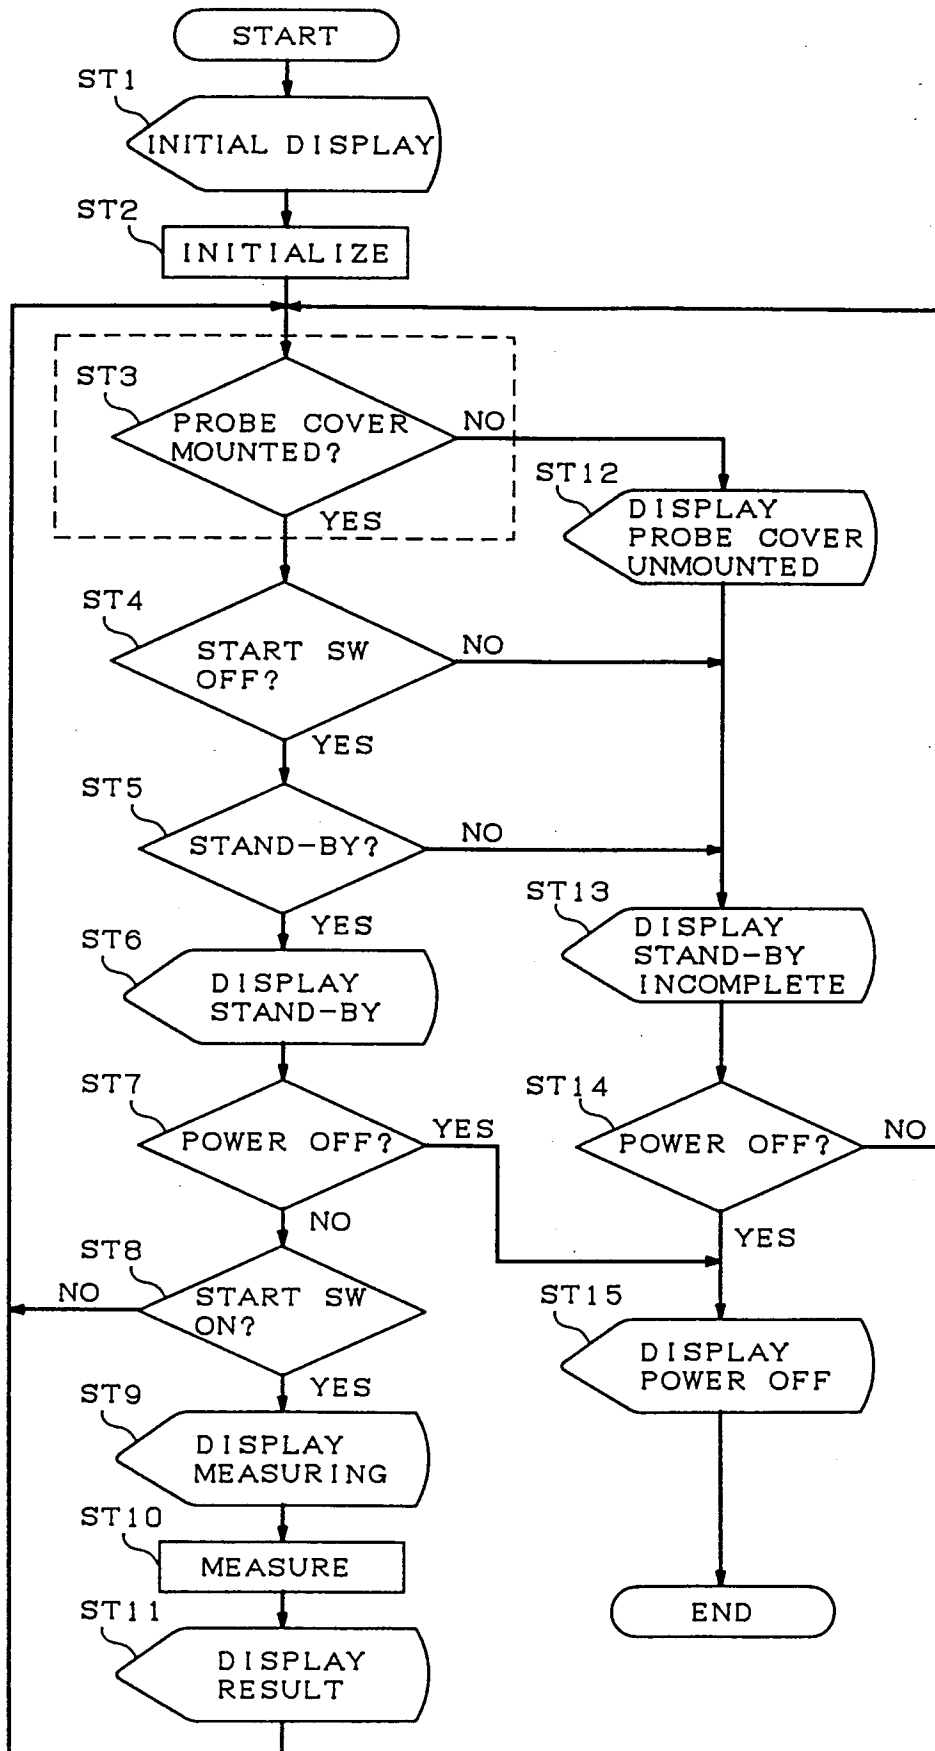 START
ST1
INITIAL DISPLAY
ST2
INITIALIZE
ST3
PROBE COVER
MOUNTED?
NO
YES
ST12
DISPLAY
PROBE COVER
UNMOUNTED
ST4
START SW
OFF?
NO
YES
ST5
STAND-BY?
NO
YES
ST13
DISPLAY
STAND-BY
INCOMPLETE
ST6
DISPLAY
STAND-BY
ST7
POWER OFF?
YES
NO
ST14
POWER OFF?
NO
YES
ST8
START SW
ON?
NO
YES
ST15
DISPLAY
POWER OFF
ST9
DISPLAY
MEASURING
ST10
MEASURE
END
ST11
DISPLAY
RESULT